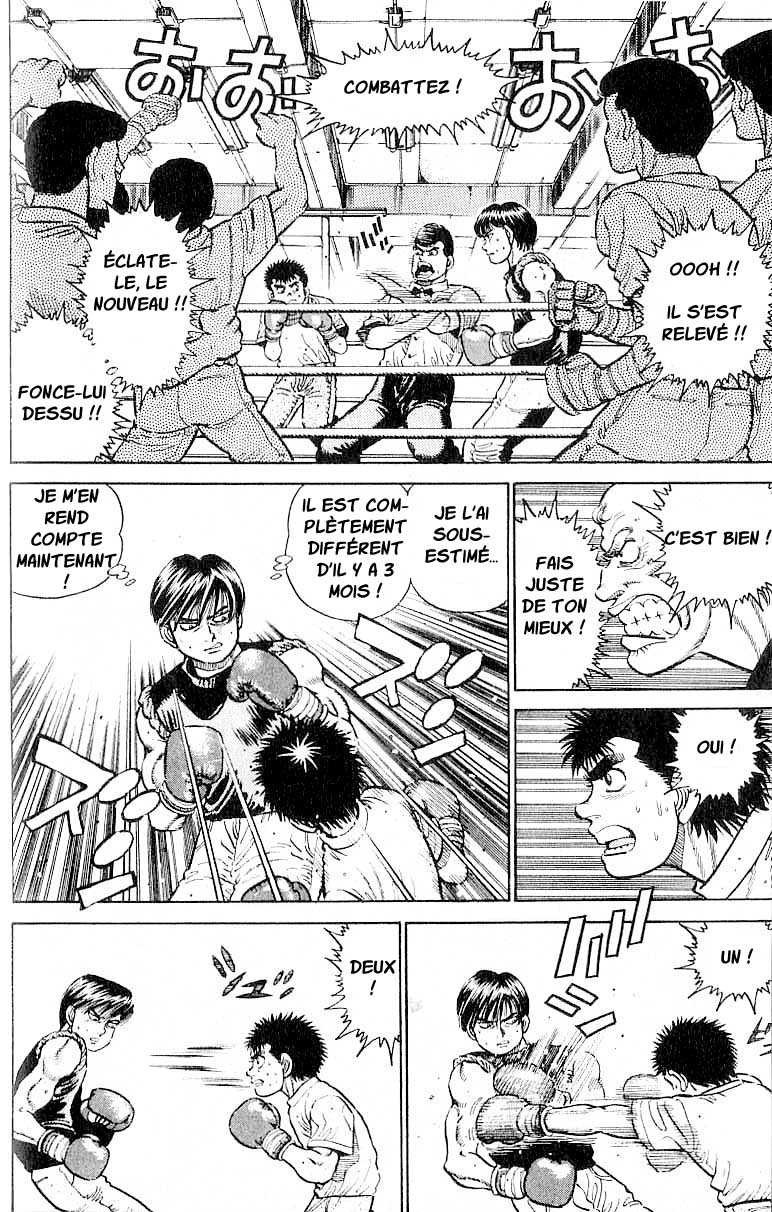 おお
COMBATTEZ !
おお
OOOH !!
IL S'EST
RELEVÉ !!
ÉCLATE-
LE, LE
NOUVEAU !!
FONCE-LUI
DESSU !!
C'EST BIEN !
FAIS
JUSTE
DE TON
MIEUX !
OUI !
JE L'AI
SOUS-
ESTIMÉ...
IL EST COM-
PLÈTEMENT
DIFFÉRENT
D'IL Y A 3
MOIS !
JE M'EN
REND
COMPTE
MAINTENANT
!
UN !
DEUX
!